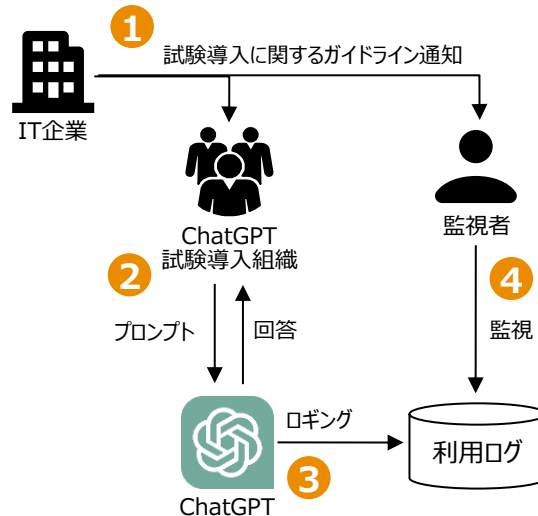 1
試験導入に関するガイドライン通知
IT企業
ChatGPT
試験導入組織
監視者
2
4
プロンプト
回答
監視
ロギング
利用ログ
3
ChatGPT